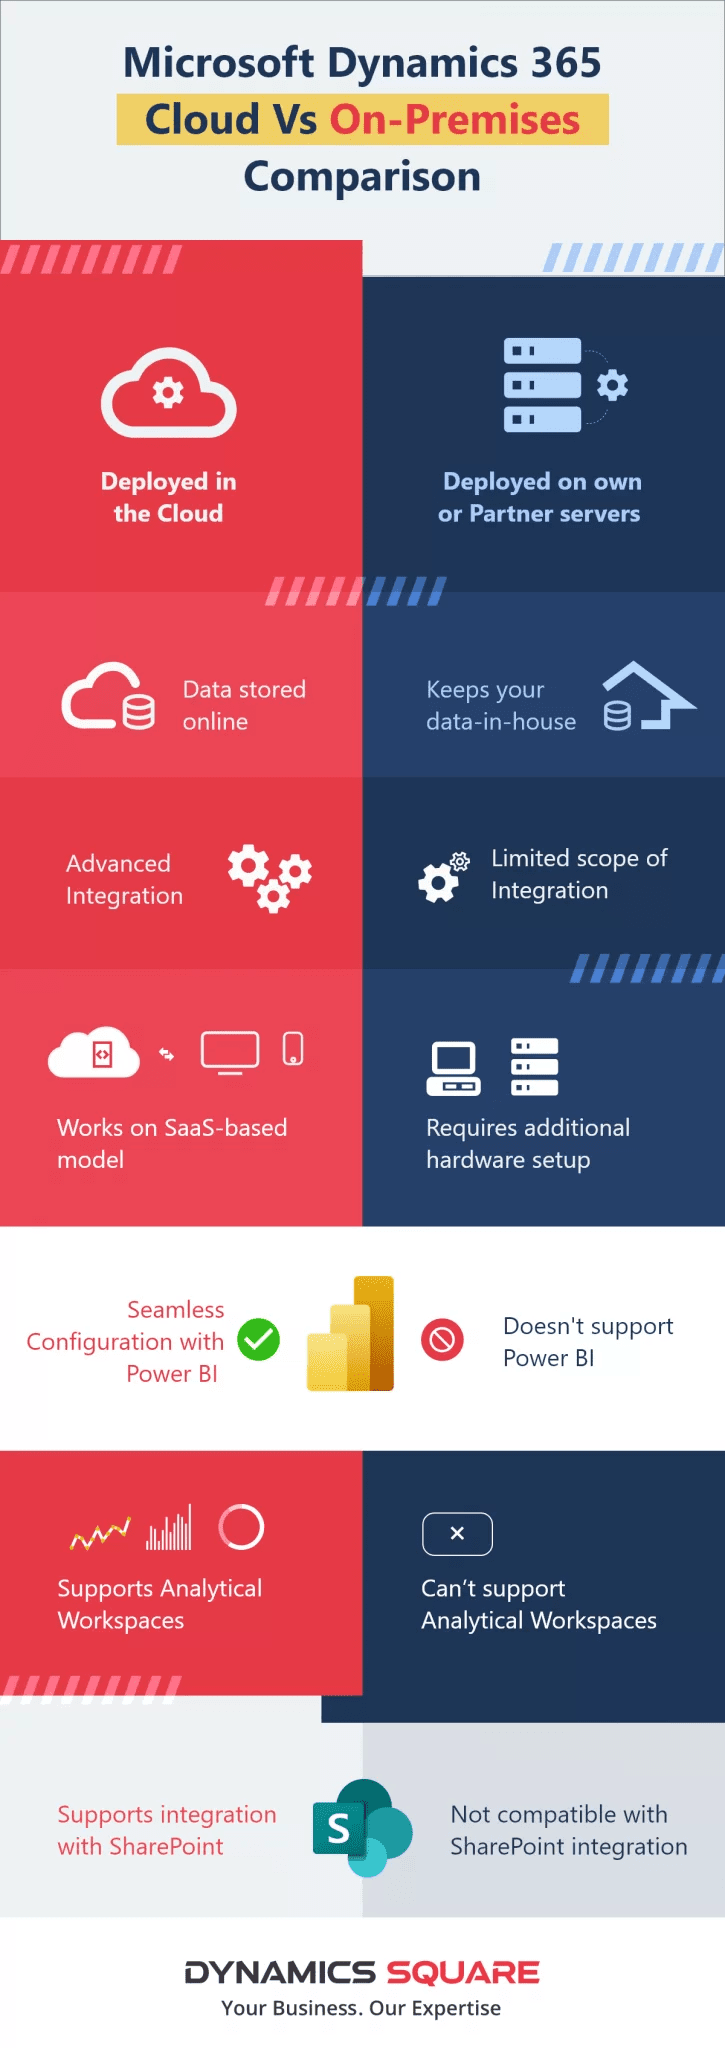 Microsoft Dynamics 365
Cloud Vs On-Premises
Comparison
Deployed in
the Cloud
Deployed on own
or Partner servers
Data stored
online
Keeps your
data-in-house
Advanced
Integration
Limited scope of
Integration
Works on SaaS-based
model
Requires additional
hardware setup
Seamless
Configuration with
Power BI
Doesn't support
Power BI
Supports Analytical
Workspaces
Can’t support
Analytical Workspaces
Supports integration
with SharePoint
S
Not compatible with
SharePoint integration
DYNAMICS SQUARE
Your Business. Our Expertise